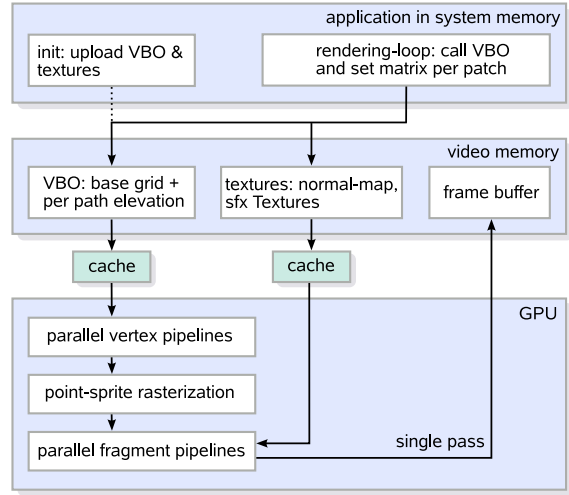 application in system memory
init: upload VBO &
textures
rendering-loop: call VBO
and set matrix per patch
video memory
VBO: base grid +
per path elevation
textures: normal-map,
sfx Textures
frame buffer
cache
cache
GPU
parallel vertex pipelines
point-sprite rasterization
parallel fragment pipelines
single pass